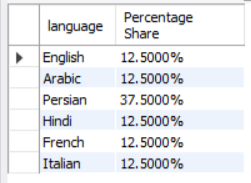 language Percentage Share
English 12.5000%
Arabic 12.5000%
Persian 37.5000%
Hindi 12.5000%
French 12.5000%
Italian 12.5000%